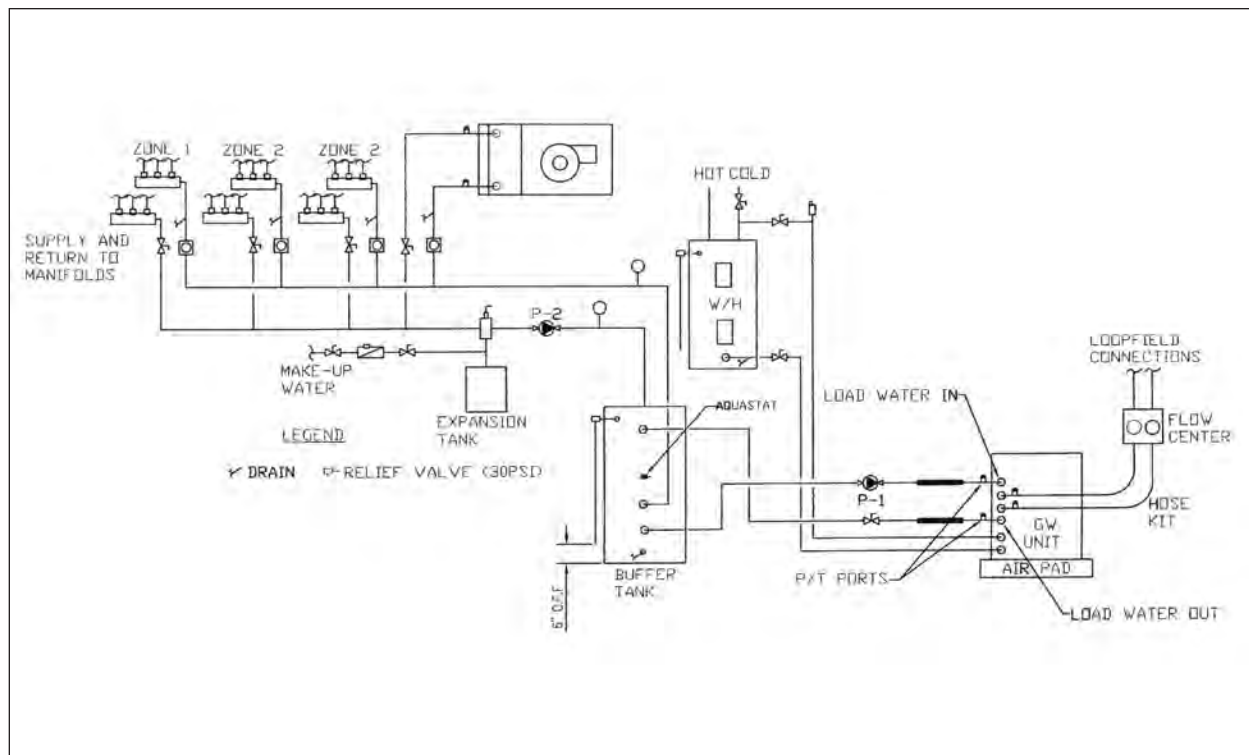 ZONE 1
ZONE 2
ZONE 2
SUPPLY AND
RETURN TO
MANIFOLDS
HOT COLD
W/H
P-2
MAKE-UP
WATER
EXPANSION
TANK
LEGEND
DRAIN
RELIEF VALVE (30PSI)
AQUASTAT
LOAD WATER IN
LOOPFIELD
CONNECTIONS
FLOW
CENTER
P-1
HOSE
KIT
GW
UNIT
AIR PAD
P/T PORTS
LOAD WATER OUT
BUFFER
TANK